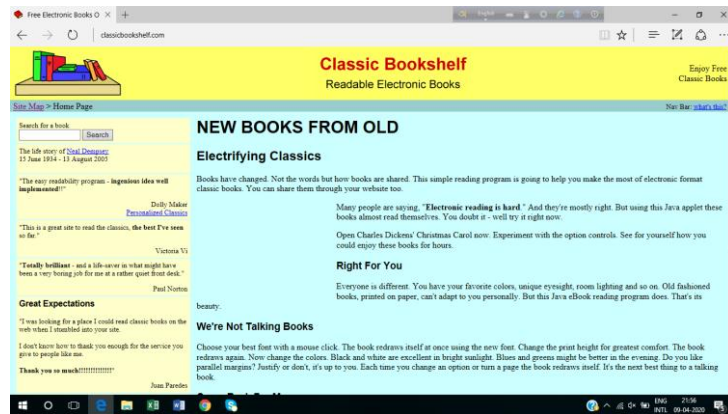 Free Electronic Books O
classicbookshelf.com
Classic Bookshelf
Readable Electronic Books
Enjoy Free
Classic Books
Site Map > Home Page
Nav Bar: what's this?
Search for a book
Search
The life story of Neal Dempsey
15 June 1934 - 13 August 2005
"The easy readability program - ingenious idea well
implemented!!"
Dolly Maker
Personalized Classics
"This is a great site to read the classics, the best I've seen
so far."
Victoria Vi
"Totally brilliant - and a life-saver in what might have
been a very boring job for me at a rather quiet front desk."
Paul Norton
Great Expectations
"I was looking for a place I could read classic books on the
web when I stumbled into your site.
I don't know how to thank you enough for the service you
give to people like me.
Juan Paredes
NEW BOOKS FROM OLD
Electrifying Classics
Books have changed. Not the words but how books are shared. This simple reading program is going to help you make the most of electronic format
classic books. You can share them through your website too.
Many people are saying, "Electronic reading is hard." And they're mostly right. But using this Java applet these
books almost read themselves. You doubt it - well try it right now.
Open Charles Dickens' Christmas Carol now. Experiment with the option controls. See for yourself how you
could enjoy these books for hours.
Right For You
Everyone is different. You have your favorite colors, unique eyesight, room lighting and so on. Old fashioned
books, printed on paper, can't adapt to you personally. But this Java eBook reading program does. That's its
beauty.
We're Not Talking Books
Choose your best font with a mouse click. The book redraws itself at once using the new font. Change the print height for greatest comfort. The book
redraws again. Now change the colors. Black and white are excellent in bright sunlight. Blues and greens might be better in the evening. Do you like
parallel margins? Justify or don't, it's up to you. Each time you change an option or turn a page the book redraws itself. It's the next best thing to a talking
book.
ENG
INTL
21:56
09-04-2020